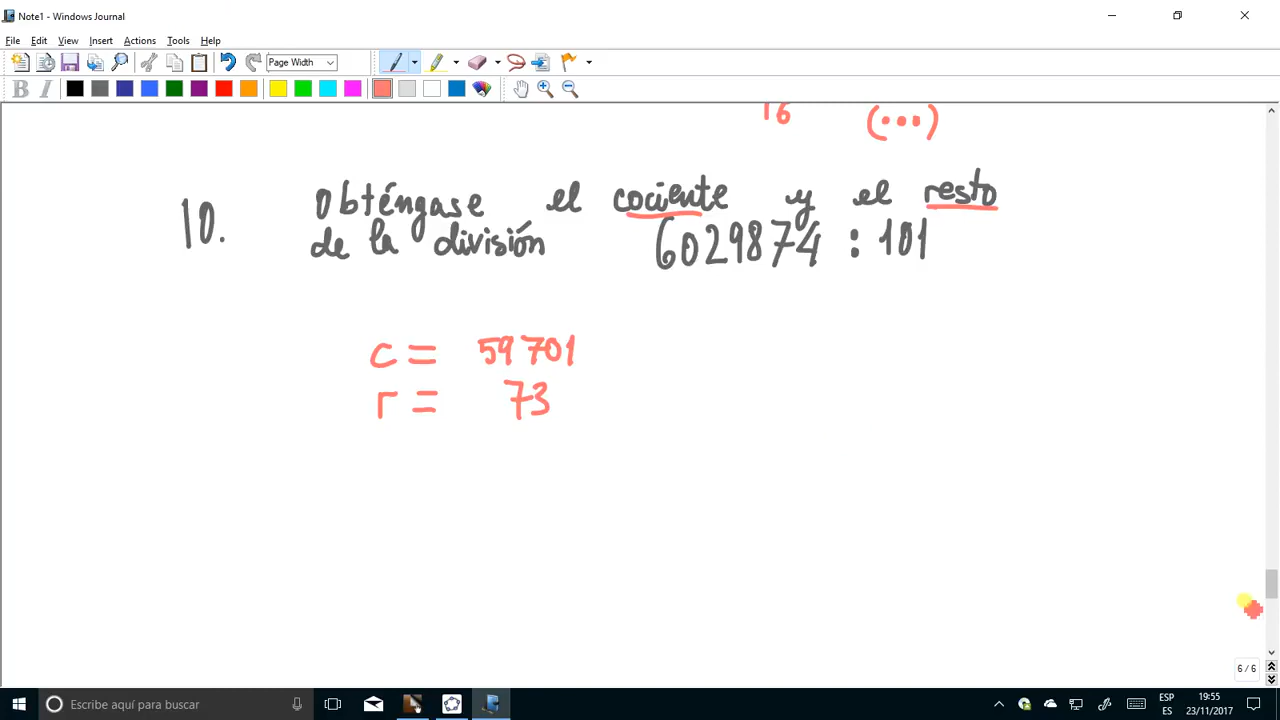 Note1 - Windows Journal
File Edit View Insert Actions Tools Help
Page Width
B I
16 (...)
10. Obténgase el cociente y el resto
de la división 6029874 : 101
c = 59701
r = 73
6/6
Escribe aquí para buscar
ESP 19:55
ES 23/11/2017